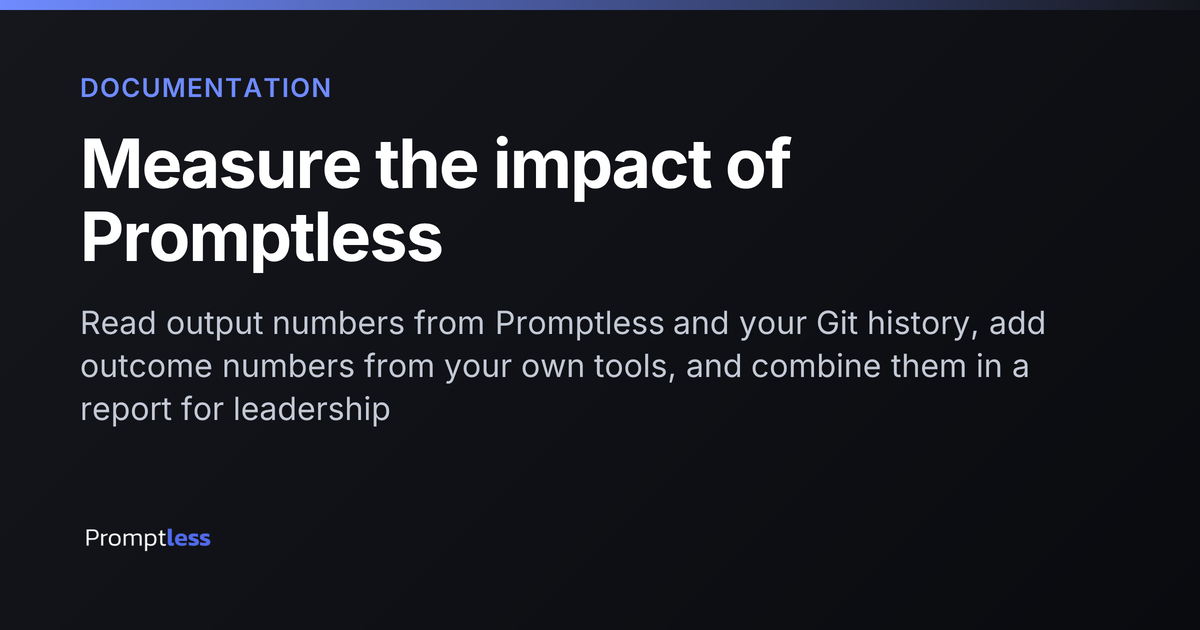 DOCUMENTATION
Measure the impact of
Promptless
Read output numbers from Promptless and your Git history, add
outcome numbers from your own tools, and combine them in a
report for leadership
Promptless